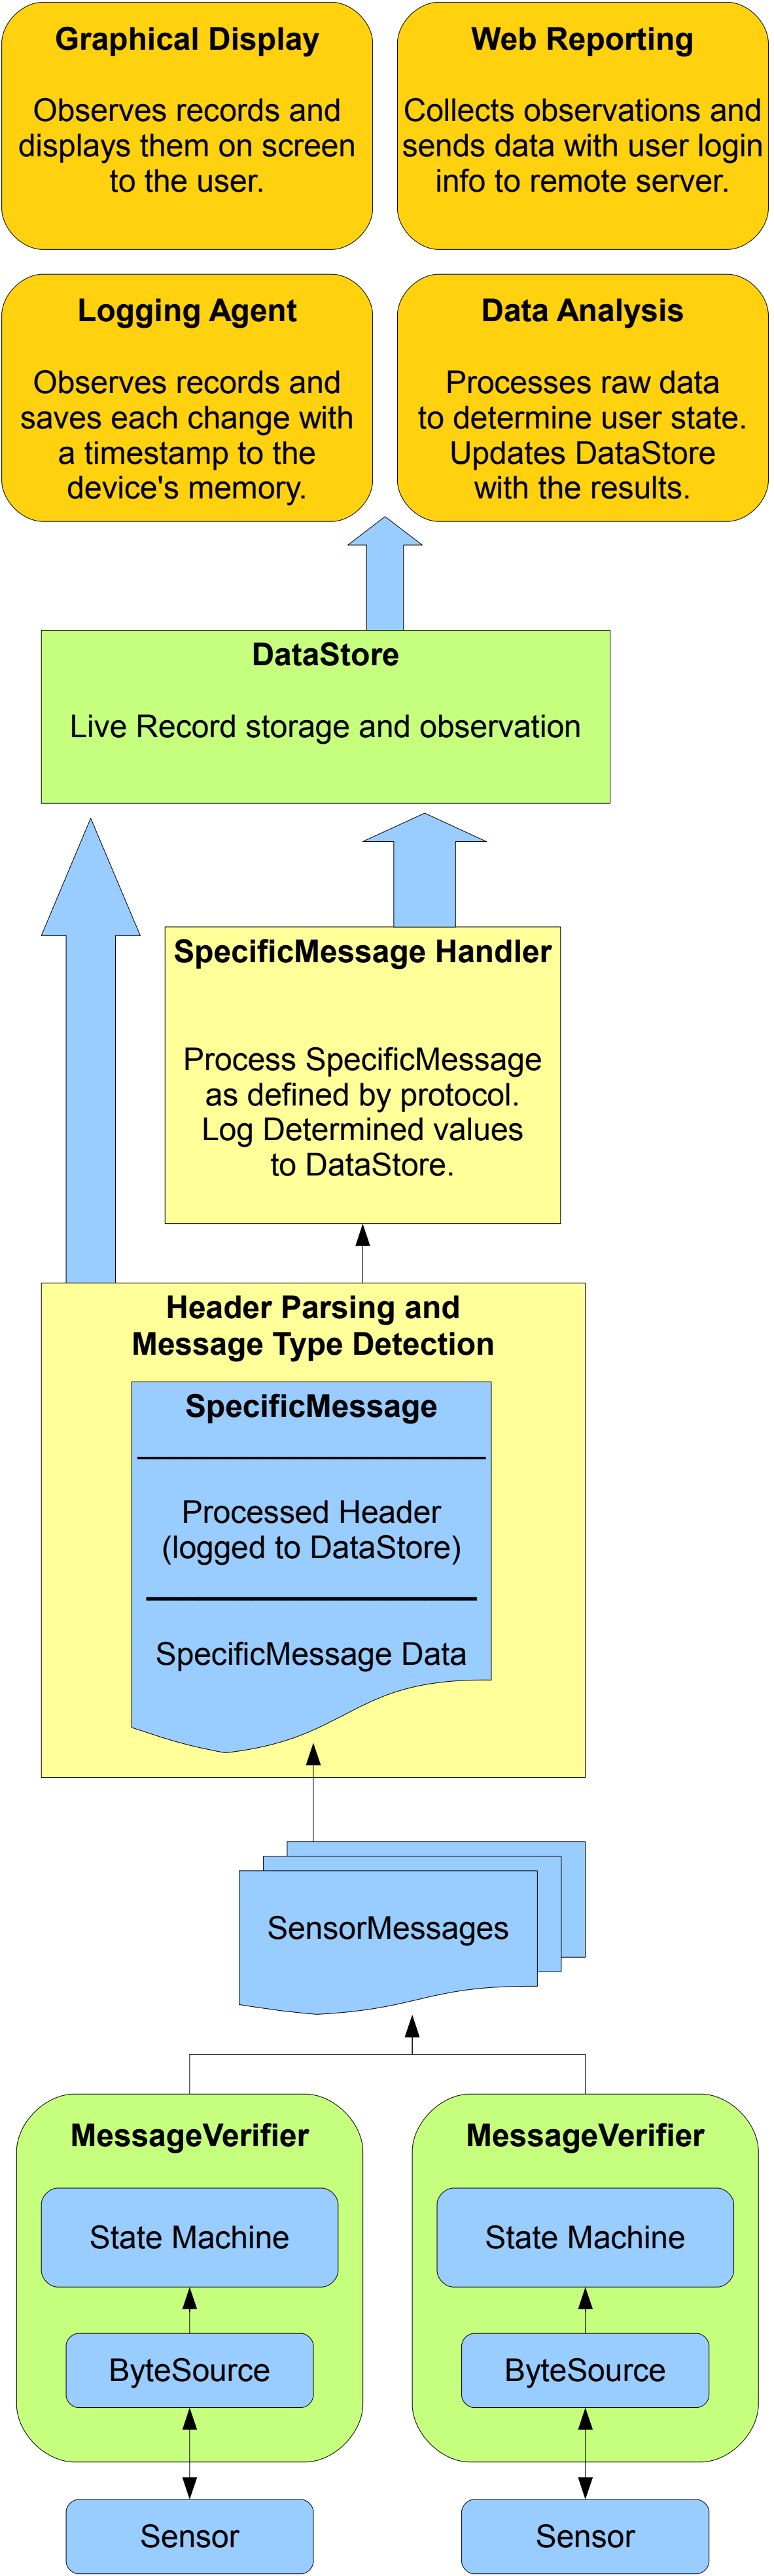 Graphical Display
Observes records and
displays them on screen
to the user.
Web Reporting
Collects observations and
sends data with user login
info to remote server.
Logging Agent
Observes records and
saves each change with
a timestamp to the
device's memory.
Data Analysis
Processes raw data
to determine user state.
Updates DataStore
with the results.
DataStore
Live Record storage and observation
SpecificMessage Handler
Process SpecificMessage
as defined by protocol.
Log Determined values
to DataStore.
Header Parsing and
Message Type Detection
SpecificMessage
Processed Header
(logged to DataStore)
SpecificMessage Data
SensorMessages
MessageVerifier
State Machine
ByteSource
Sensor
MessageVerifier
State Machine
ByteSource
Sensor